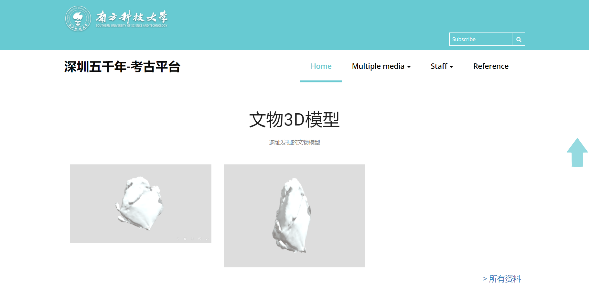 南方科技大学
Subscribe
深圳五千年-考古平台
Home
Multiple media
Staff
Reference
文物3D模型
> 所有资料